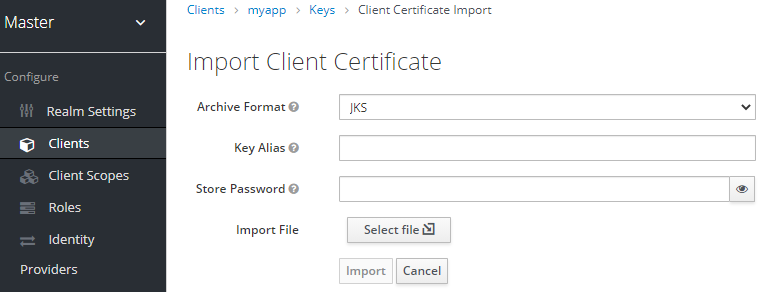 Master
Configure
Realm Settings
Clients
Client Scopes
Roles
Identity
Providers
Clients > myapp > Keys > Client Certificate Import
Import Client Certificate
Archive Format ?
JKS
Key Alias ?
Store Password ?
Import File
Select file
Import Cancel